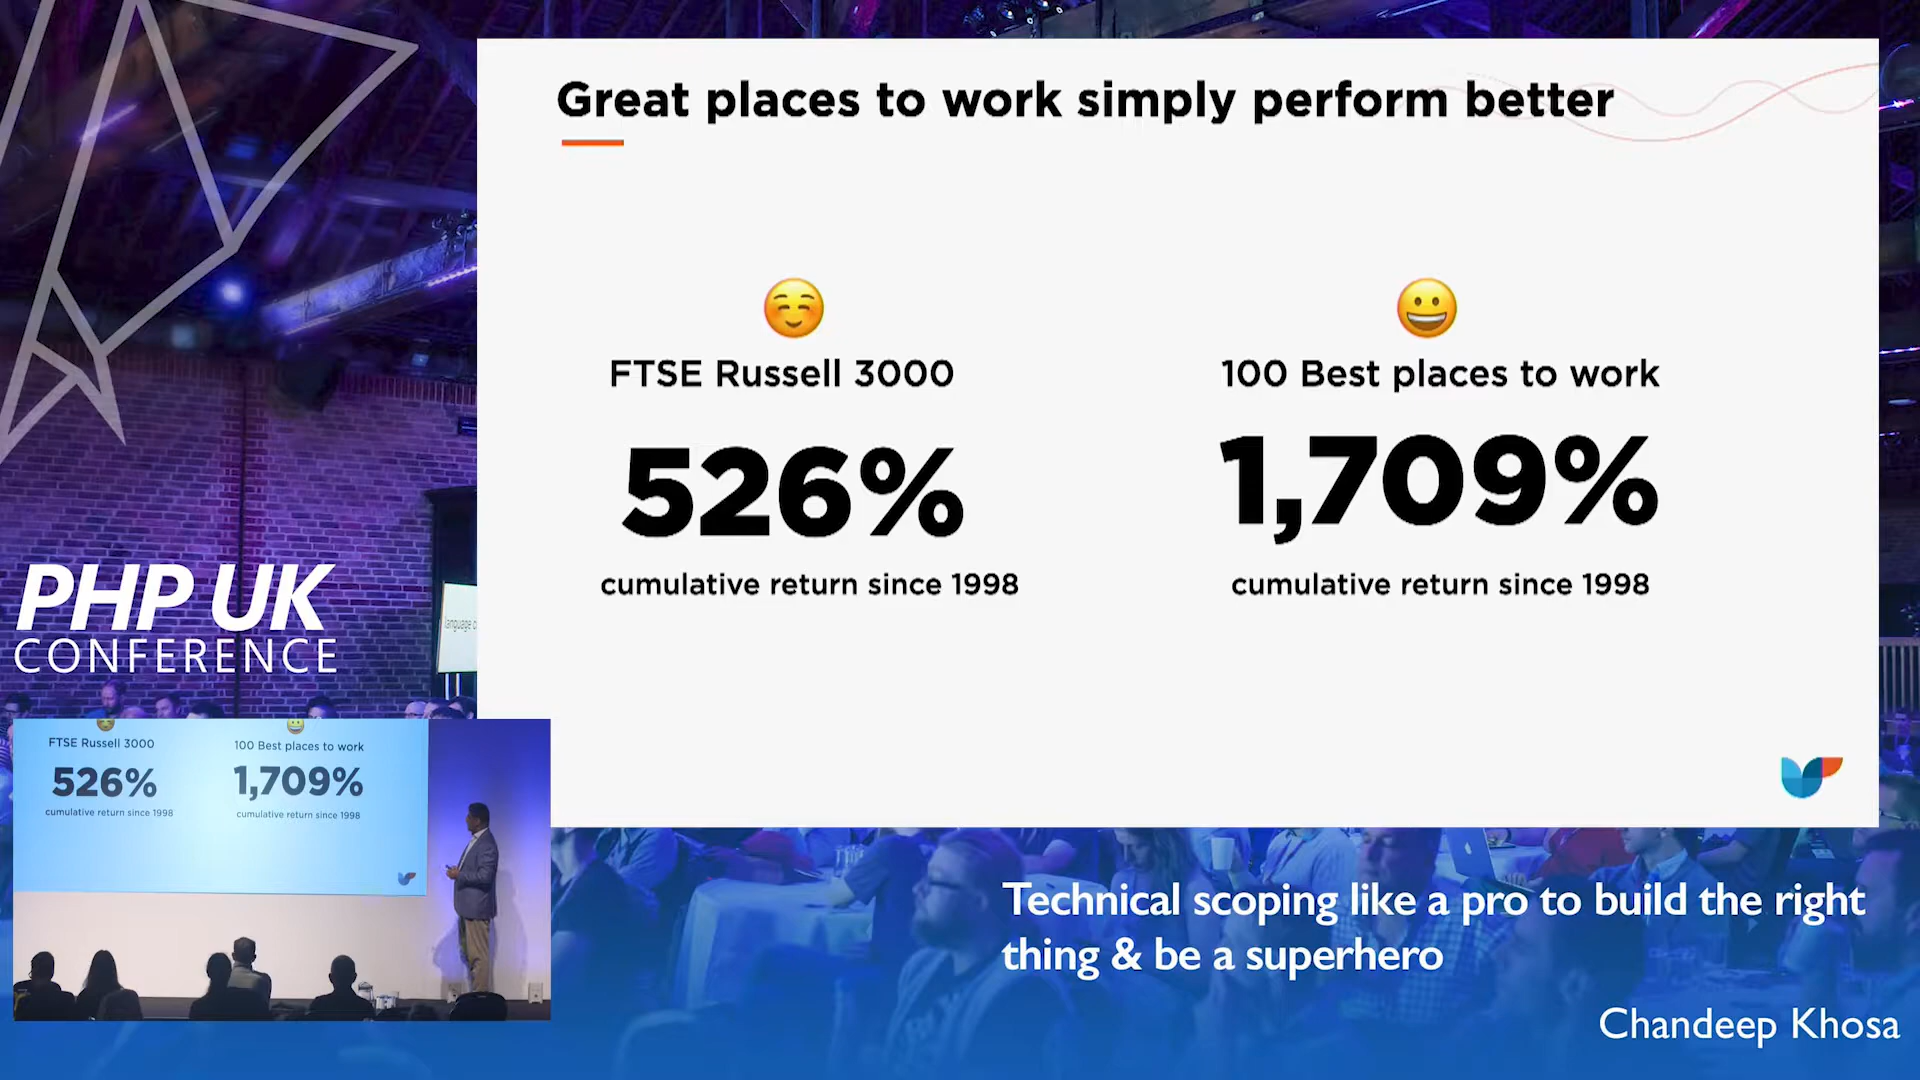 Great places to work simply perform better
FTSE Russell 3000
526%
cumulative return since 1998
100 Best places to work
1,709%
cumulative return since 1998
PHP UK
CONFERENCE
language
FTSE Russell 3000
526%
cumulative return since 1998
100 Best places to work
1,709%
cumulative return since 1998
Technical scoping like a pro to build the right
thing & be a superhero
Chandeep Khosa